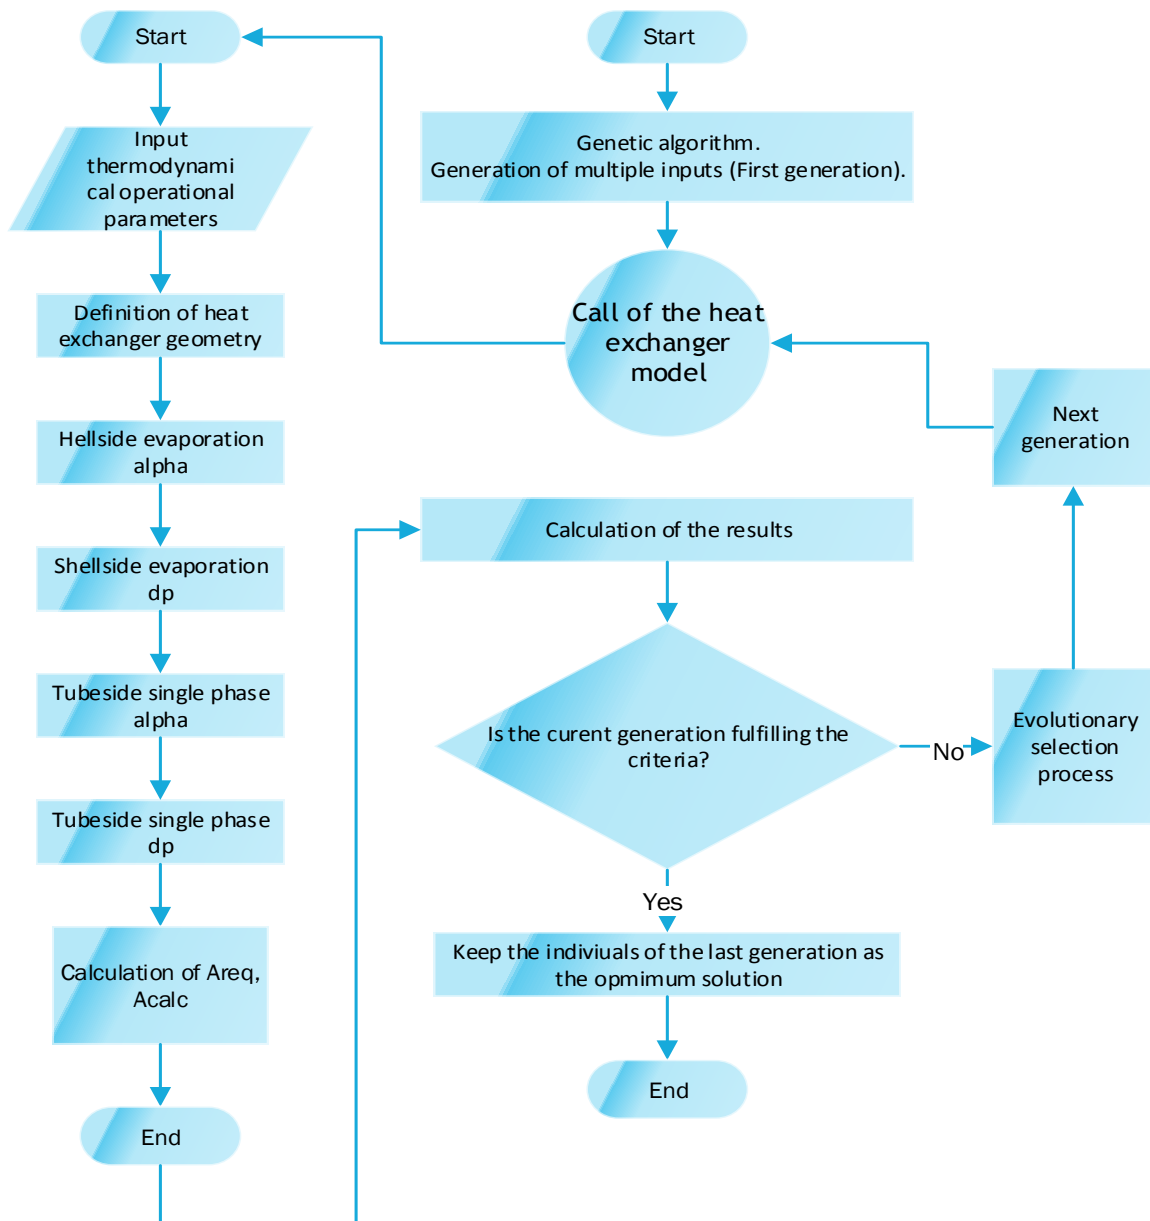 Start
Input
thermodynami
cal operational
parameters
Definition of heat
exchanger geometry
Hellside evaporation
alpha
Shellside evaporation
dp
Tubeside single phase
alpha
Tubeside single phase
dp
Calculation of Areq,
Acalc
End
Start
Genetic algorithm.
Generation of multiple inputs (First generation).
Call of the heat
exchanger
model
Calculation of the results
Is the curent generation fulfilling the
criteria?
No
Evolutionary
selection
process
Next
generation
Yes
Keep the indiviuals of the last generation as
the opmimum solution
End